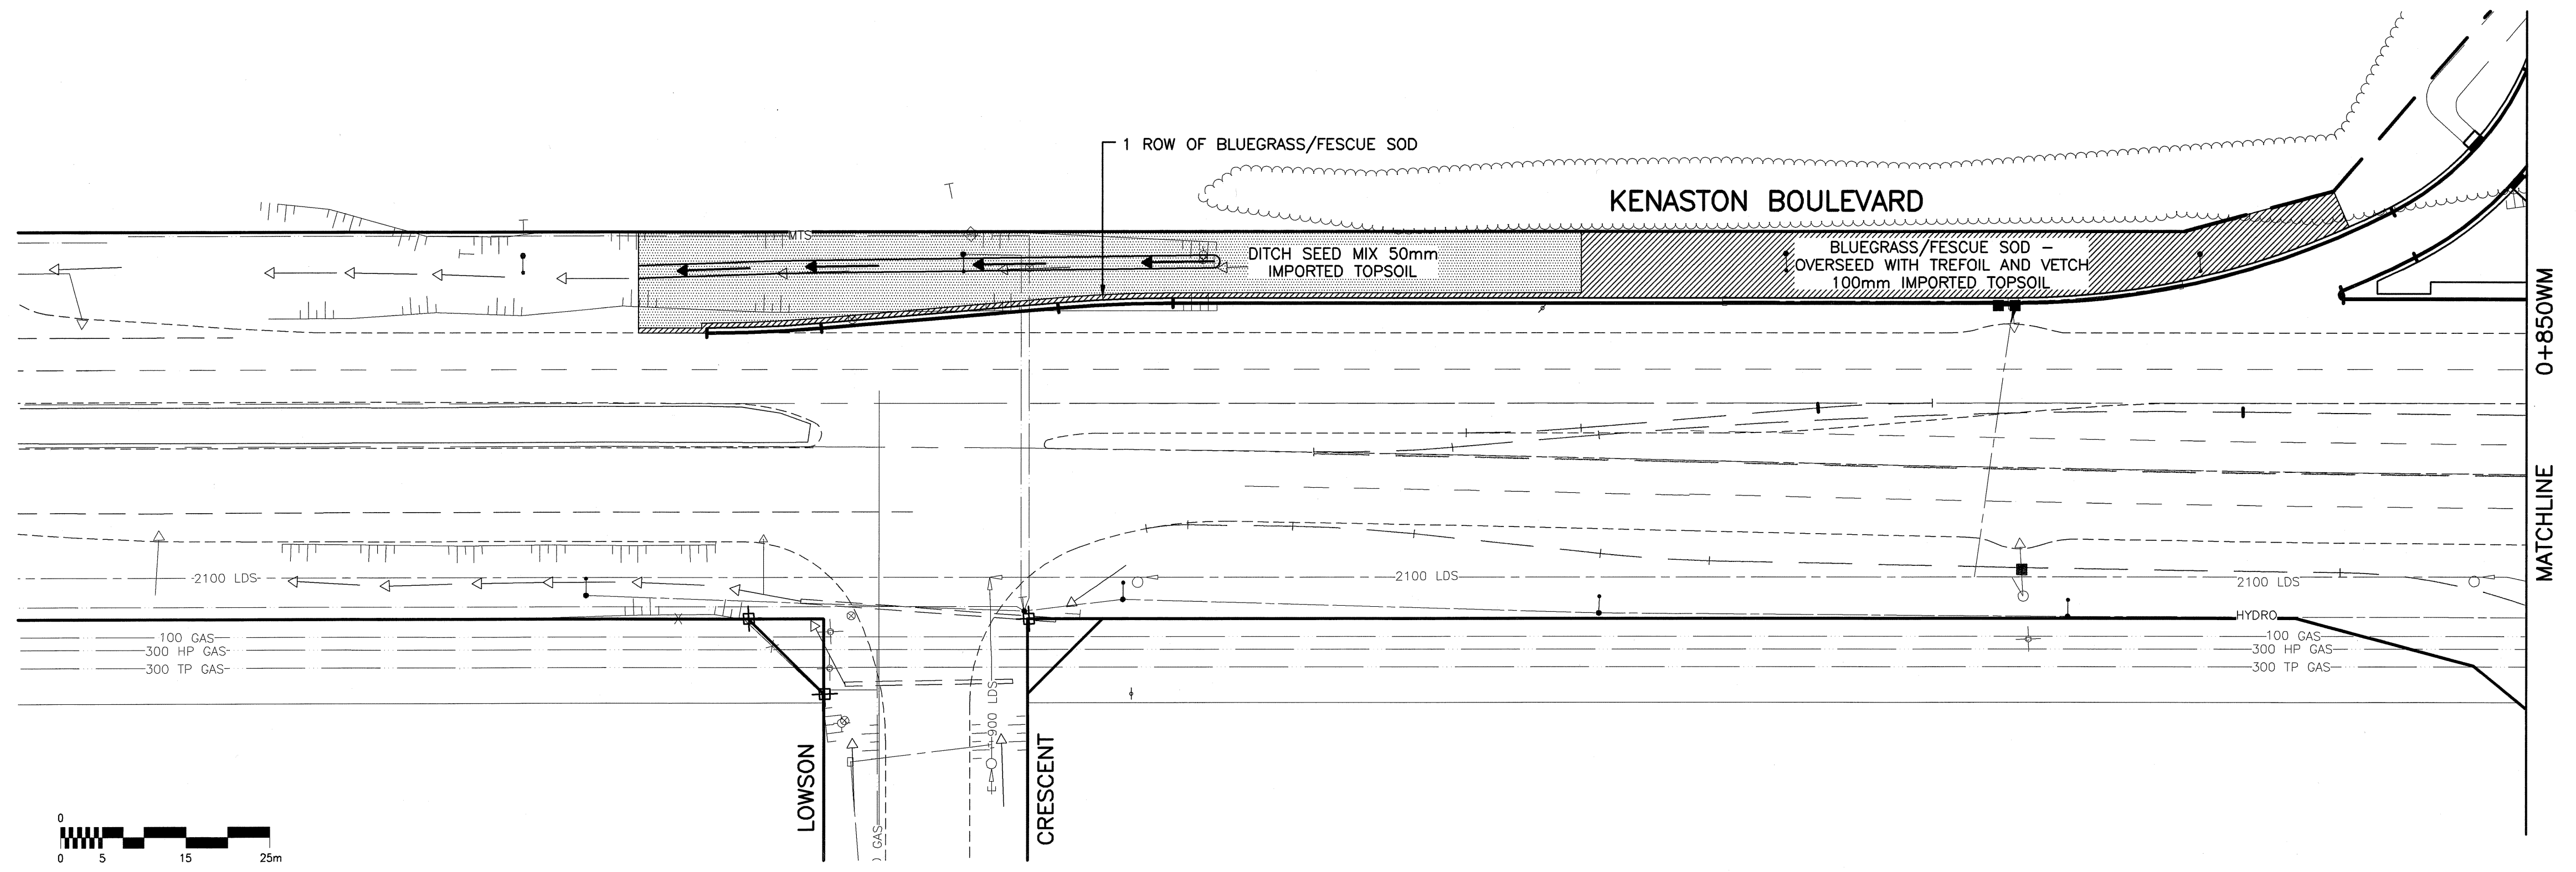 1 ROW OF BLUEGRASS/FESCUE SOD
KENASTON BOULEVARD
MTS
DITCH SEED MIX 50mm
IMPORTED TOPSOIL
BLUEGRASS/FESCUE SOD –
OVERSEED WITH TREFOIL AND VETCH
100mm IMPORTED TOPSOIL
MATCHLINE 0+850WM
2100 LDS
2100 LDS
2100 LDS
HYDRO
100 GAS
300 HP GAS
300 TP GAS
100 GAS
300 HP GAS
300 TP GAS
900 LDS
LOWSON
CRESCENT
GAS
0
0 5 15 25m